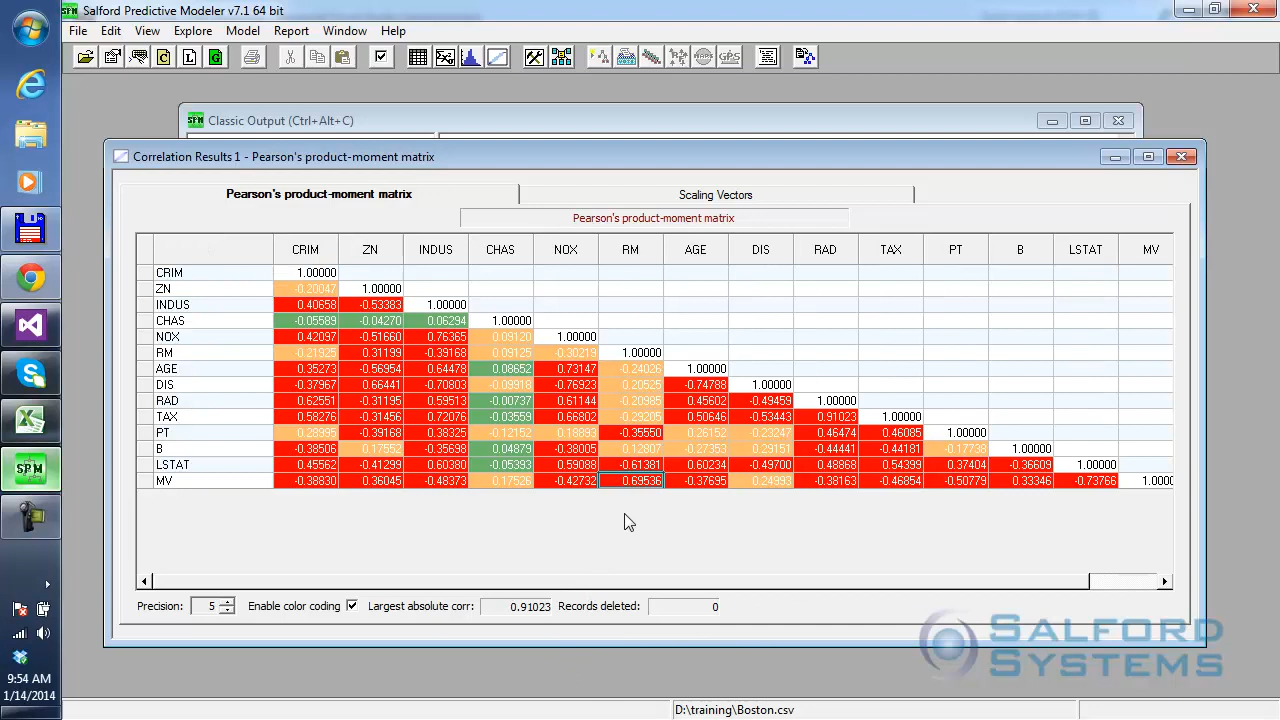 Salford Predictive Modeler v7.1 64 bit
File Edit View Explore Model Report Window Help
Classic Output (Ctrl+Alt+C)
Correlation Results1 - Pearson's product-moment matrix
Pearson's product-moment matrix Scaling Vectors
Pearson's product-moment matrix
CRIM ZN INDUS CHAS NOX RM AGE DIS RAD TAX PT B LSTAT MV
CRIM 1.00000
ZN -0.20047 1.00000
INDUS 0.40658 -0.53383 1.00000
CHAS -0.05589 -0.04270 0.06294 1.00000
NOX 0.42097 -0.51660 0.76365 0.09120 1.00000
RM -0.21925 0.31199 -0.39168 0.09125 -0.30219 1.00000
AGE 0.35273 -0.56954 0.64478 0.08652 0.73147 -0.24026 1.00000
DIS -0.37967 0.66441 -0.70803 -0.09918 -0.76923 0.20525 -0.74788 1.00000
RAD 0.62551 -0.31195 0.59513 -0.00737 0.61144 -0.20985 0.45602 -0.49459 1.00000
TAX 0.58276 -0.31456 0.72076 -0.03559 0.66802 -0.29205 0.50646 -0.53443 0.91023 1.00000
PT 0.28995 -0.39168 0.38325 -0.12152 0.18893 -0.35550 0.26152 -0.23247 0.46474 0.46085 1.00000
B -0.38506 0.17552 -0.35698 0.04879 -0.38005 0.12807 -0.27353 0.29151 -0.44441 -0.44181 -0.17738 1.00000
LSTAT 0.45562 -0.41299 0.60380 -0.05393 0.59088 -0.61381 0.60234 -0.49700 0.48868 0.54399 0.37404 -0.36609 1.00000
MV -0.38830 0.36045 -0.48373 0.17526 -0.42732 0.69536 -0.37695 0.24993 -0.38163 -0.46854 -0.50779 0.33346 -0.73766 1.0000
Precision: 5 Enable color coding Largest absolute corr: 0.91023 Records deleted: 0
SALFORD
SYSTEMS
9:54 AM
1/14/2014
D:\training\Boston.csv
SPM